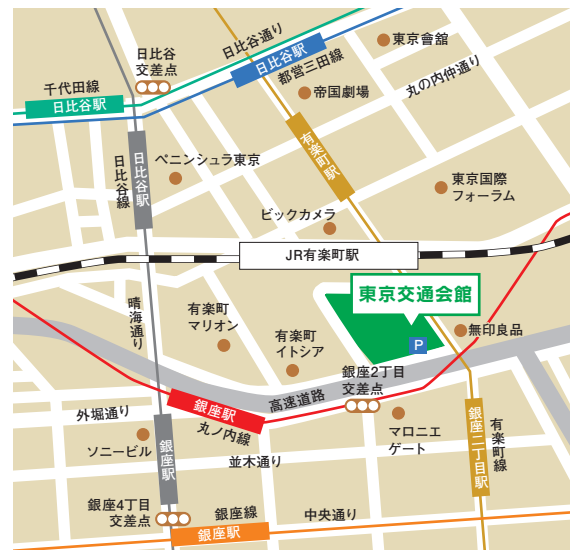 日比谷
交差点
日比谷通り
東京會舘
千代田線
日比谷駅
日比谷駅
都営三田線
丸の内仲通り
帝国劇場
日比谷線
日比谷駅
ペニンシュラ東京
有楽町駅
東京国際
フォーラム
ビックカメラ
JR有楽町駅
東京交通会館
晴海通り
有楽町
マリオン
有楽町
イトシア
P
無印良品
銀座2丁目
交差点
高速道路
外堀通り
銀座駅
丸ノ内線
マロニエ
ゲート
銀座二丁目駅
有楽町線
ソニービル
銀座駅
並木通り
銀座4丁目
交差点
銀座線
銀座駅
中央通り